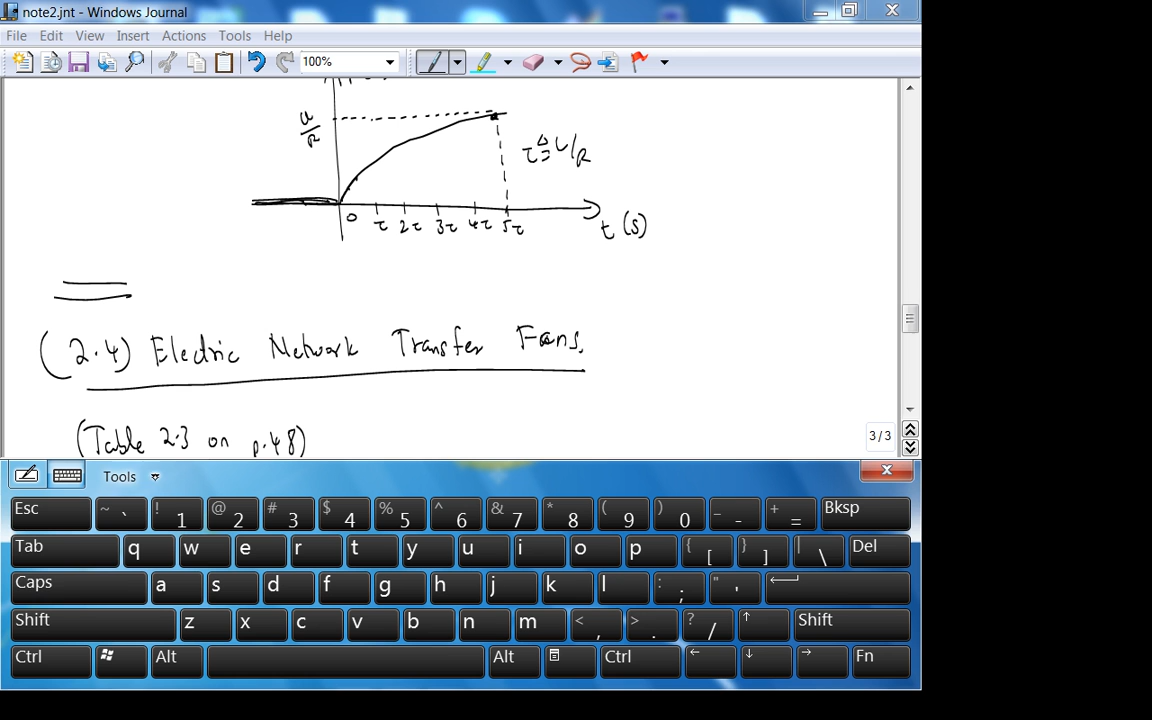 note2.jnt - Windows Journal
File Edit View Insert Actions Tools Help
100%
u/R
τ ≜ L/R
0 τ 2τ 3τ 4τ 5τ
t (s)
(2.4) Electric Network Transfer Fcns.
(Table 2.3 on p.48)
3/3
Tools
Esc ~ ` ! 1 @ 2 # 3 $ 4 % 5 ^ 6 & 7 * 8 ( 9 ) 0 _ - + = Bksp
Tab q w e r t y u i o p { [ } ] | \ Del
Caps a s d f g h j k l : ; " '
Shift z x c v b n m < , > . ? / ↑ Shift
Ctrl Alt Alt Ctrl ← ↓ → Fn